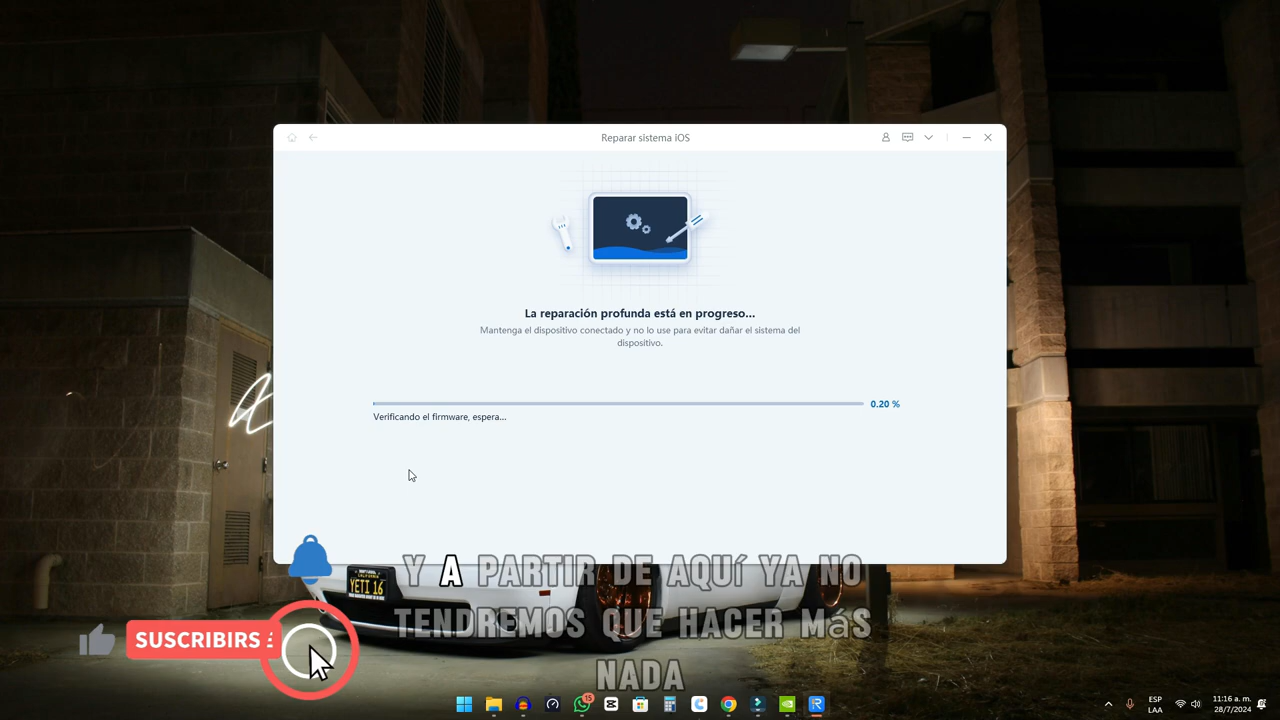 Reparar sistema iOS
La reparación profunda está en progreso...
Mantenga el dispositivo conectado y no lo use para evitar dañar el sistema del
dispositivo.
0.20 %
Verificando el firmware, espera...
Y A PARTIR DE AQUÍ YA NO
TENDREMOS QUE HACER MáS
NADA
CALIFORNIA
YETI 16
SUSCRIBIRS
15
ESP
LAA
11:16 a. m.
28/7/2024